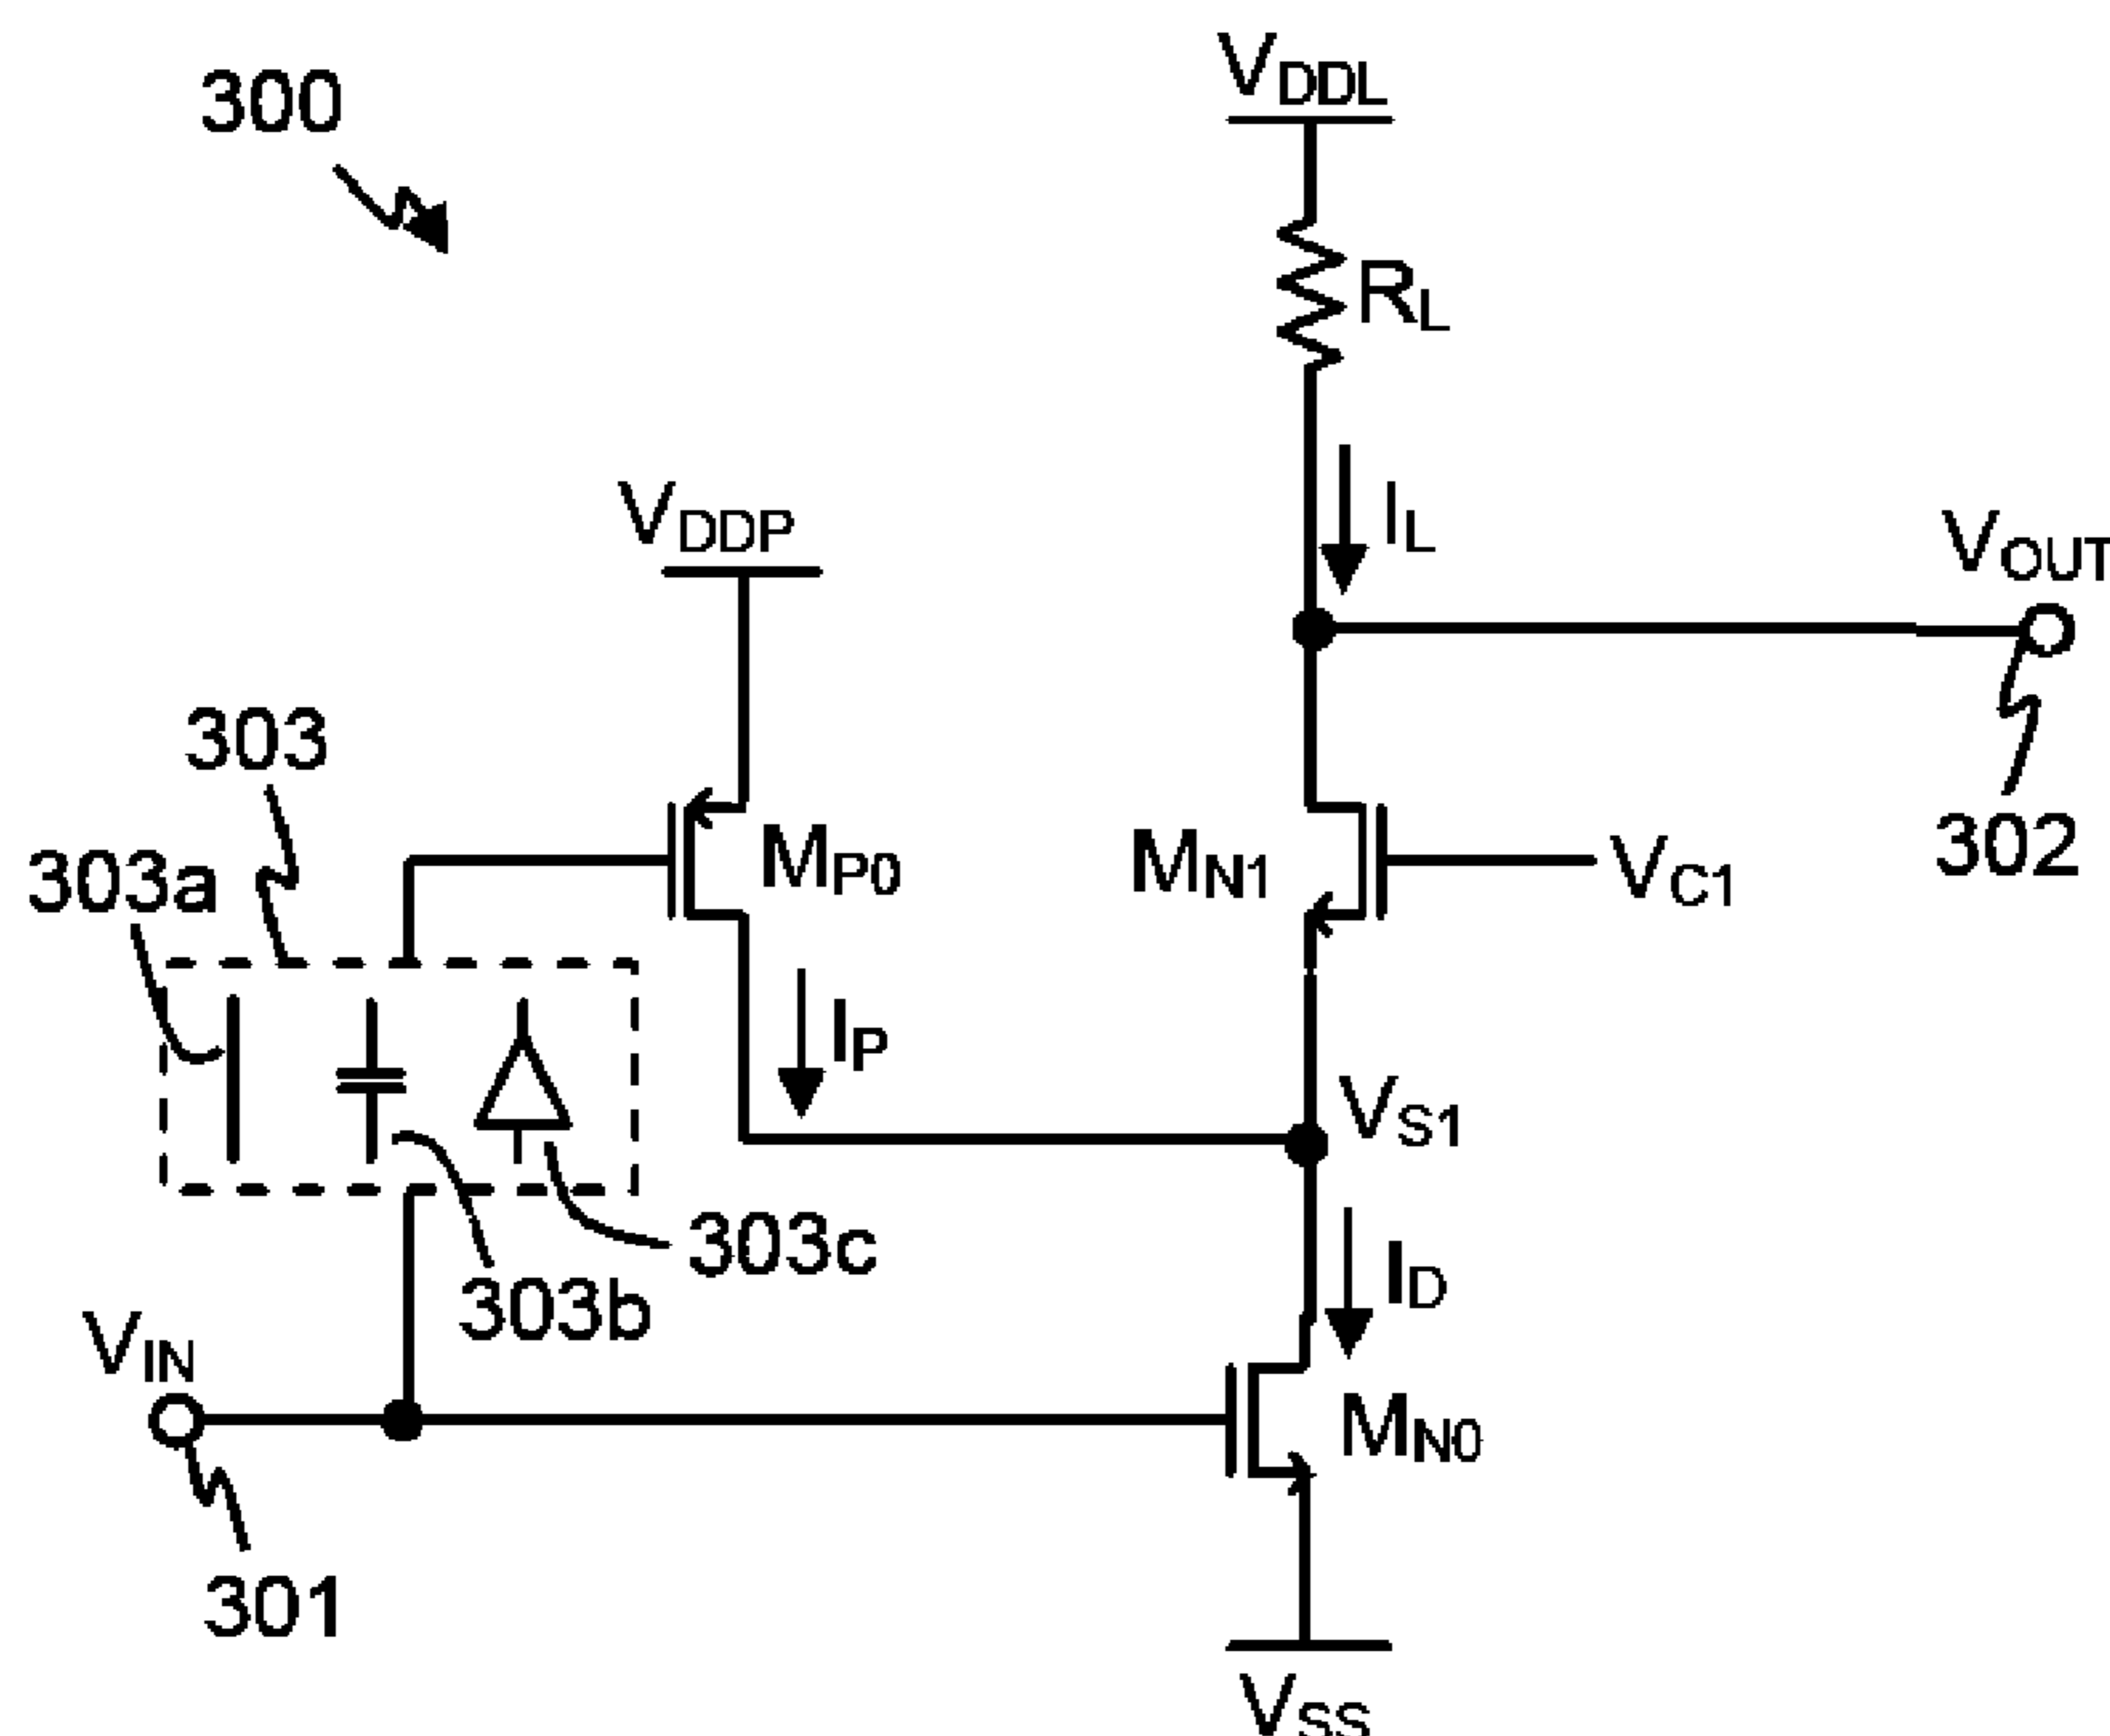 300
VDDL
RL
IL
VDDP
VOUT
303
303a
MP0
MN1
VC1
302
IP
VS1
303c
303b
ID
VIN
MN0
301
VSS